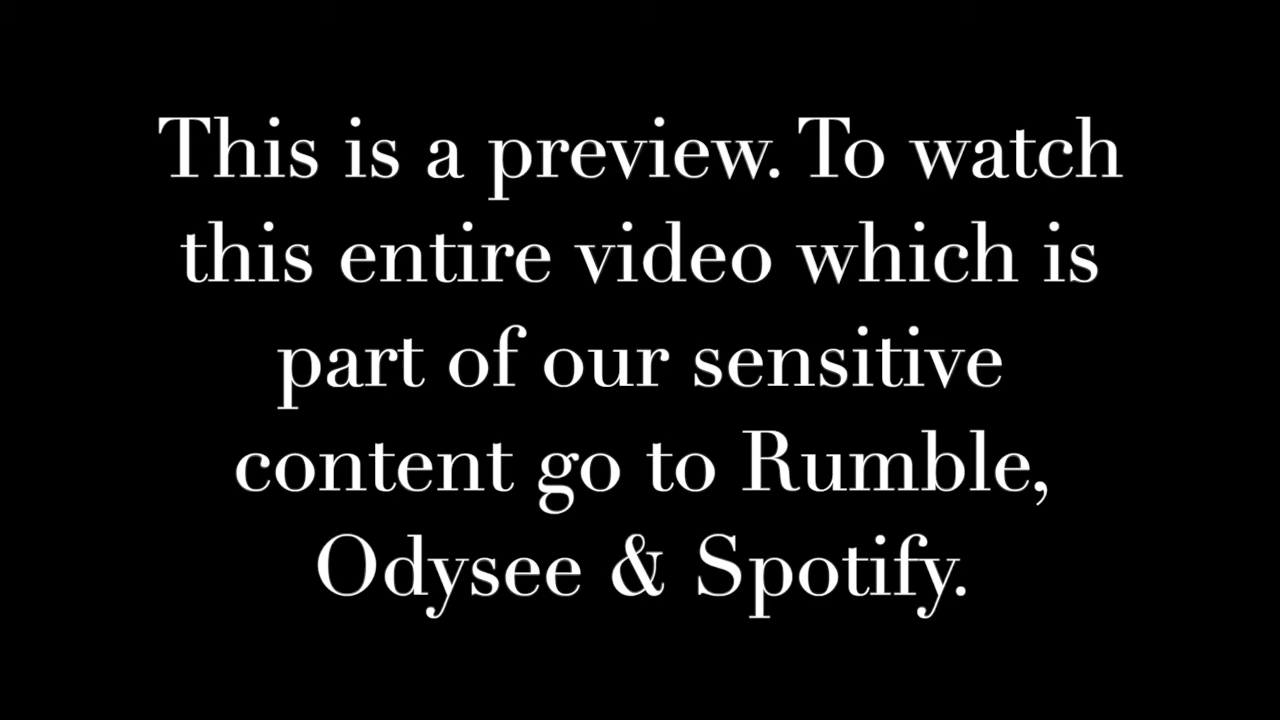 This is a preview. To watch
this entire video which is
part of our sensitive
content go to Rumble,
Odysee & Spotify.